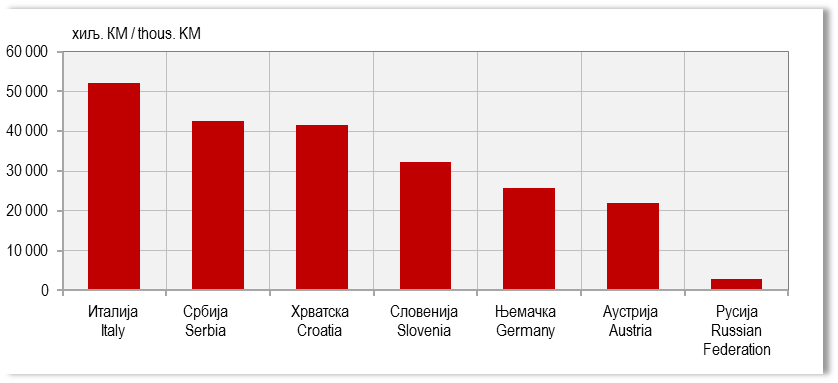 хиљ. КМ / thous. KM
60 000
50 000
40 000
30 000
20 000
10 000
0
Италија
Italy
Србија
Serbia
Хрватска
Croatia
Словенија
Slovenia
Њемачка
Germany
Аустрија
Austria
Русија
Russian
Federation